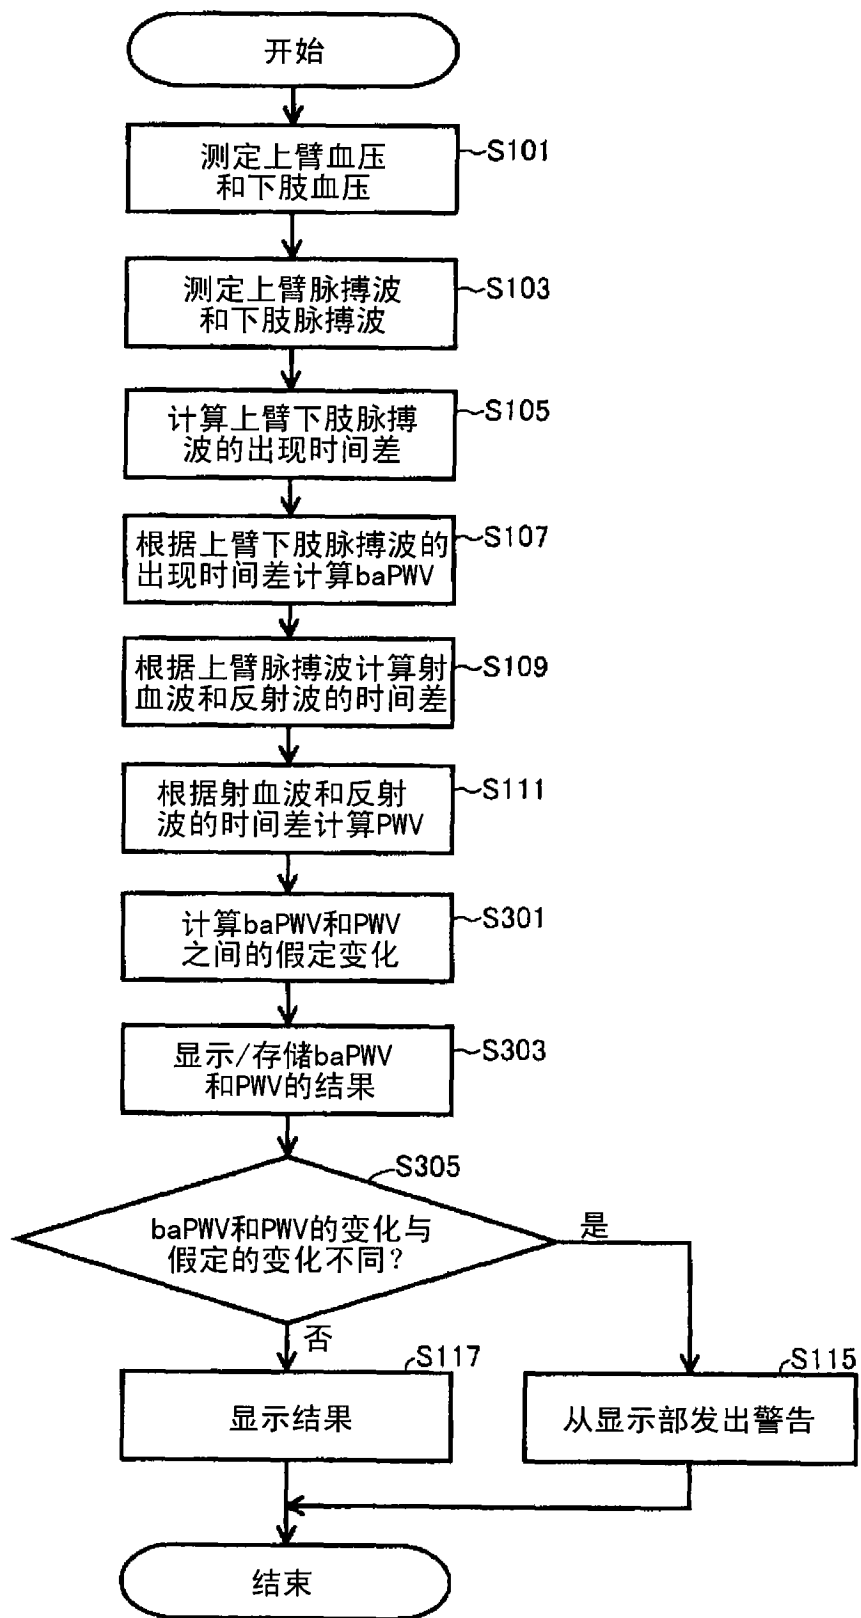 开始
测定上臂血压
和下肢血压
S101
测定上臂脉搏波
和下肢脉搏波
S103
计算上臂下肢脉搏
波的出现时间差
S105
根据上臂下肢脉搏波的
出现时间差计算baPWV
S107
根据上臂脉搏波计算射
血波和反射波的时间差
S109
根据射血波和反射
波的时间差计算PWV
S111
计算baPWV和PWV
之间的假定变化
S301
显示/存储baPWV
和PWV的结果
S303
S305
baPWV和PWV的变化与
假定的变化不同?
是
否
S117
显示结果
S115
从显示部发出警告
结束